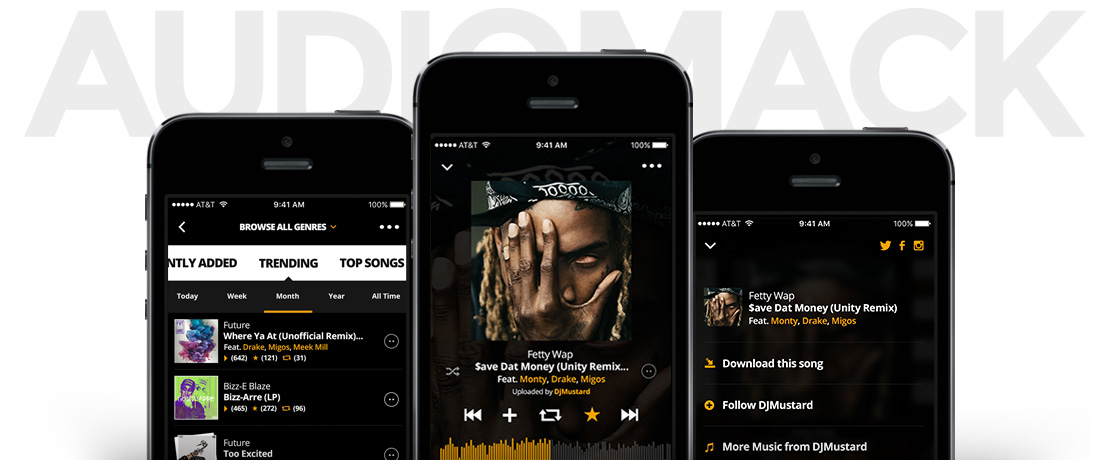 AUDIOMACK
AT&T 9:41 AM 100%
BROWSE ALL GENRES
NTLY ADDED TRENDING TOP SONGS
Today Week Month Year All Time
Future
Where Ya At (Unofficial Remix)...
Feat. Drake, Migos, Meek Mill
(642) (121) (31)
Bizz-E Blaze
Bizz-Arre (LP)
(465) (272) (96)
Future
Too Excited
AT&T 9:41 AM 100%
Fetty Wap
$ave Dat Money (Unity Remix...
Feat. Monty, Drake, Migos
Uploaded by DJMustard
AT&T 9:41 AM 100%
Fetty Wap
$ave Dat Money (Unity Remix)
Feat. Monty, Drake, Migos
Download this song
Follow DJMustard
More Music from DJMustard